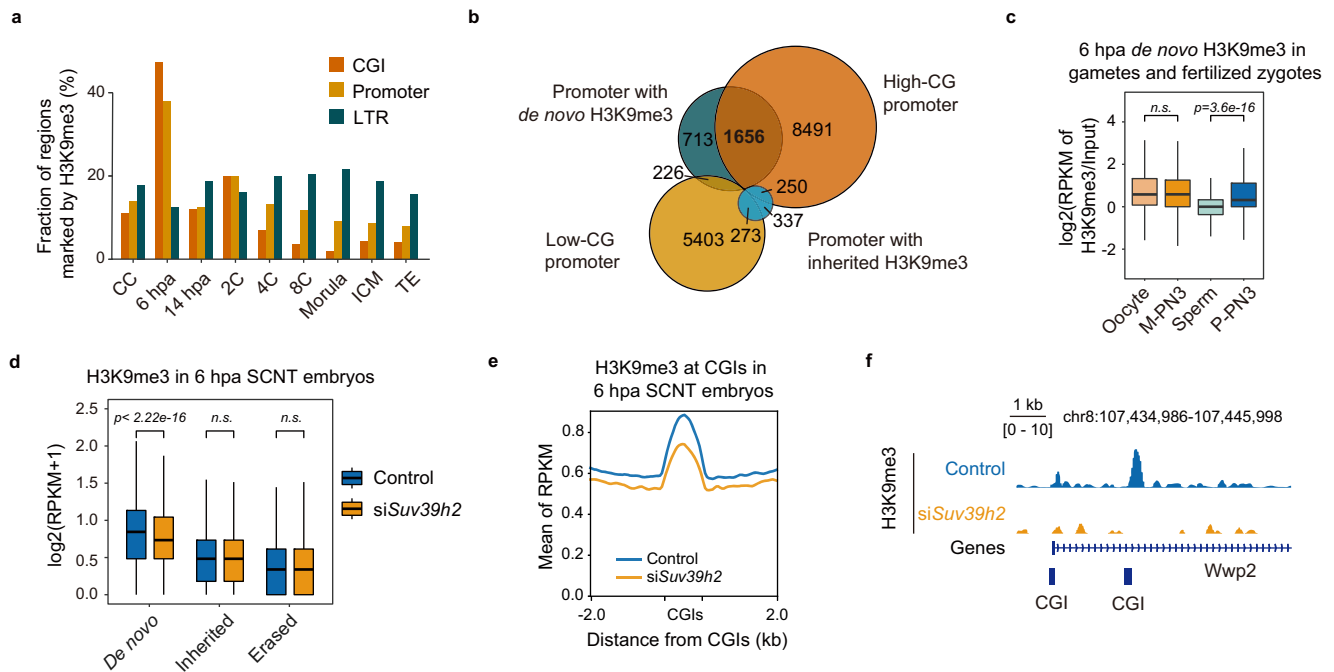 a
Fraction of regions
marked by H3K9me3 (%)
40
20
0
CGI
Promoter
LTR
CC
6 hpa
14 hpa
2C
4C
8C
Morula
ICM
TE
b
Promoter with
de novo H3K9me3
High-CG
promoter
713
1656
8491
226
250
337
273
5403
Low-CG
promoter
Promoter with
inherited H3K9me3
c
6 hpa de novo H3K9me3 in
gametes and fertilized zygotes
n.s.
p=3.6e-16
log2(RPKM of
H3K9me3/Input)
4
2
0
-2
Oocyte
M-PN3
Sperm
P-PN3
d
H3K9me3 in 6 hpa SCNT embryos
log2(RPKM+1)
2.5
2.0
1.5
1.0
0.5
0.0
p< 2.22e-16
n.s.
n.s.
Control
siSuv39h2
De novo
Inherited
Erased
e
H3K9me3 at CGIs in
6 hpa SCNT embryos
Mean of RPKM
0.8
0.6
0.4
0.2
0.0
Control
siSuv39h2
-2.0
CGIs
2.0
Distance from CGIs (kb)
f
1 kb
[0 - 10]
chr8:107,434,986-107,445,998
H3K9me3
Control
siSuv39h2
Genes
Wwp2
CGI
CGI